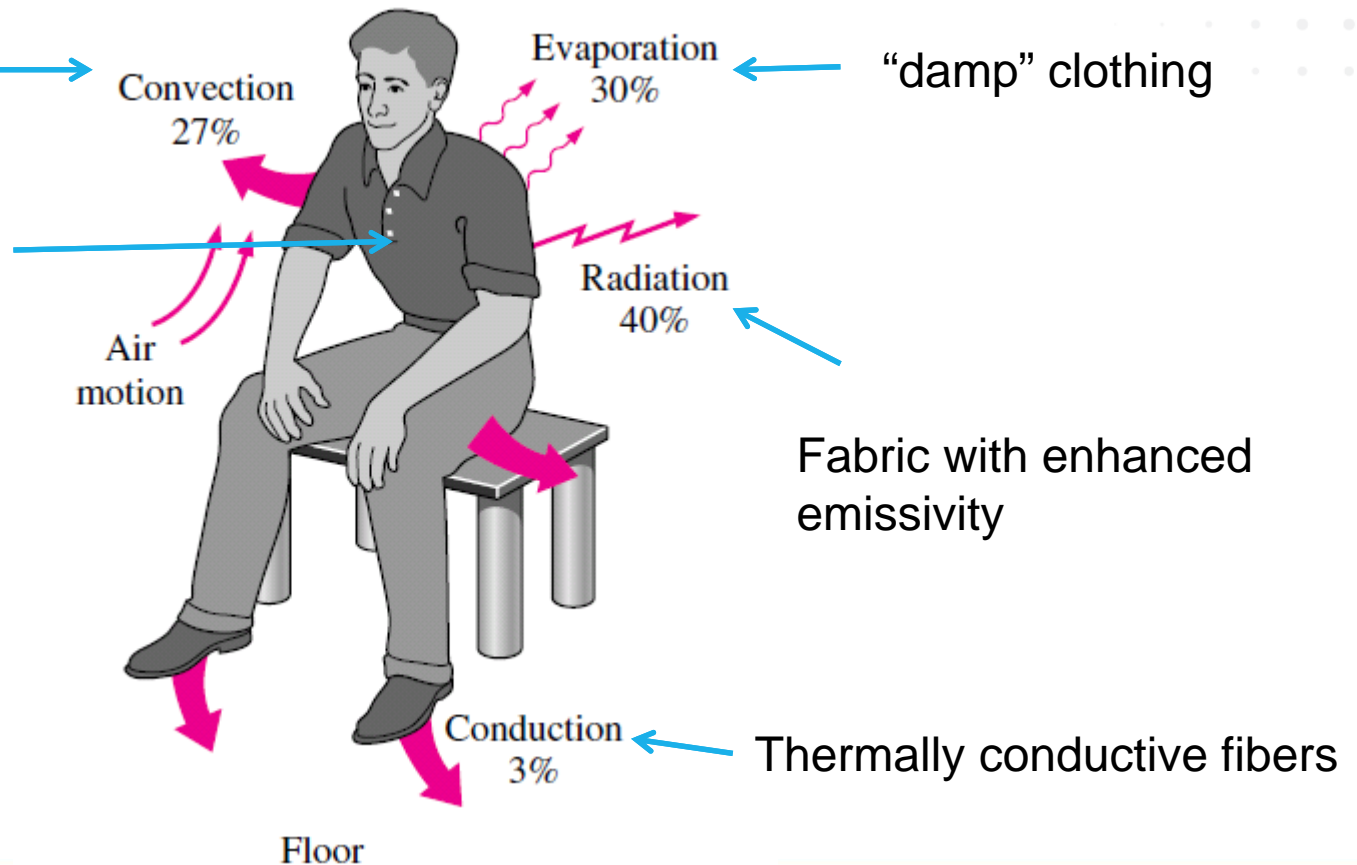 Evaporation
30%
“damp” clothing
Convection
27%
Radiation
40%
Air
motion
Fabric with enhanced
emissivity
Conduction
3%
Thermally conductive fibers
Floor